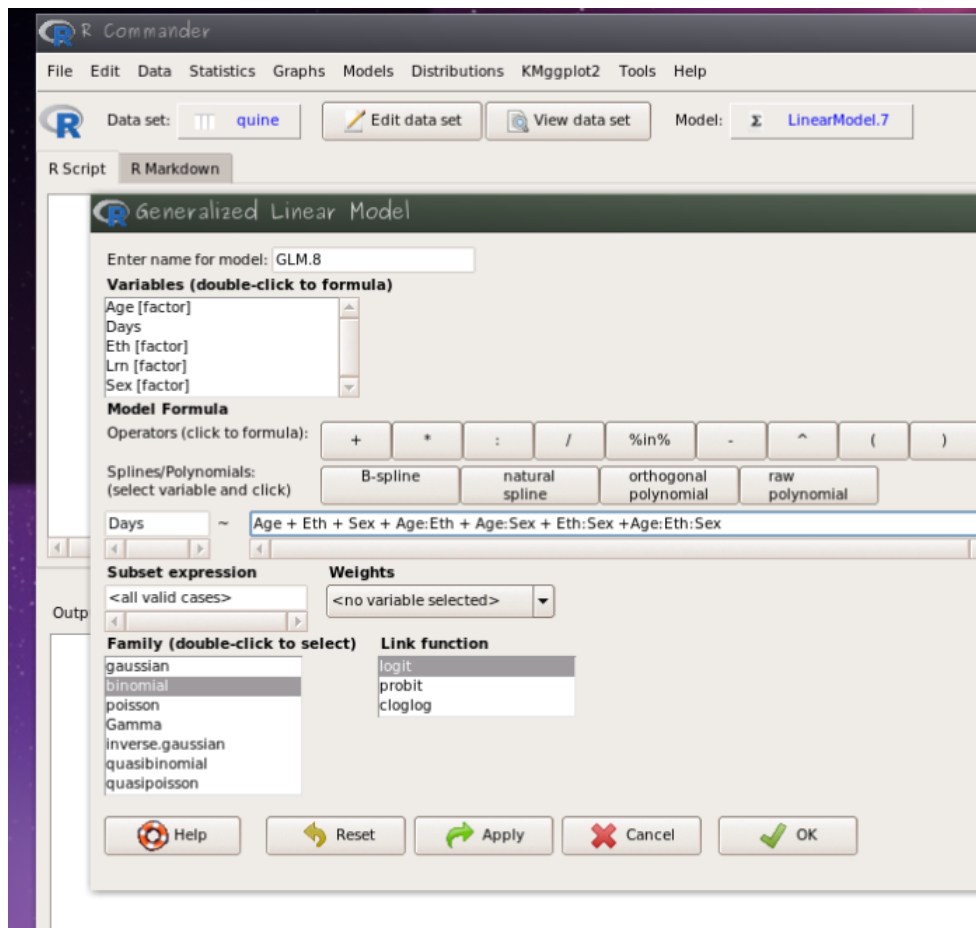 R Commander
File Edit Data Statistics Graphs Models Distributions KMggplot2 Tools Help
R Data set: quine Edit data set View data set Model: Σ LinearModel.7
R Script R Markdown
Generalized Linear Model
Enter name for model: GLM.8
Variables (double-click to formula)
Age [factor]
Days
Eth [factor]
Lrn [factor]
Sex [factor]
Model Formula
Operators (click to formula): + * : / %in% - ^ ( )
Splines/Polynomials:
(select variable and click)
B-spline
natural
spline
orthogonal
polynomial
raw
polynomial
Days ~ Age + Eth + Sex + Age:Eth + Age:Sex + Eth:Sex +Age:Eth:Sex
Subset expression Weights
<all valid cases> <no variable selected>
Outp
Family (double-click to select) Link function
gaussian logit
binomial probit
poisson cloglog
Gamma
inverse.gaussian
quasibinomial
quasipoisson
Help Reset Apply Cancel OK